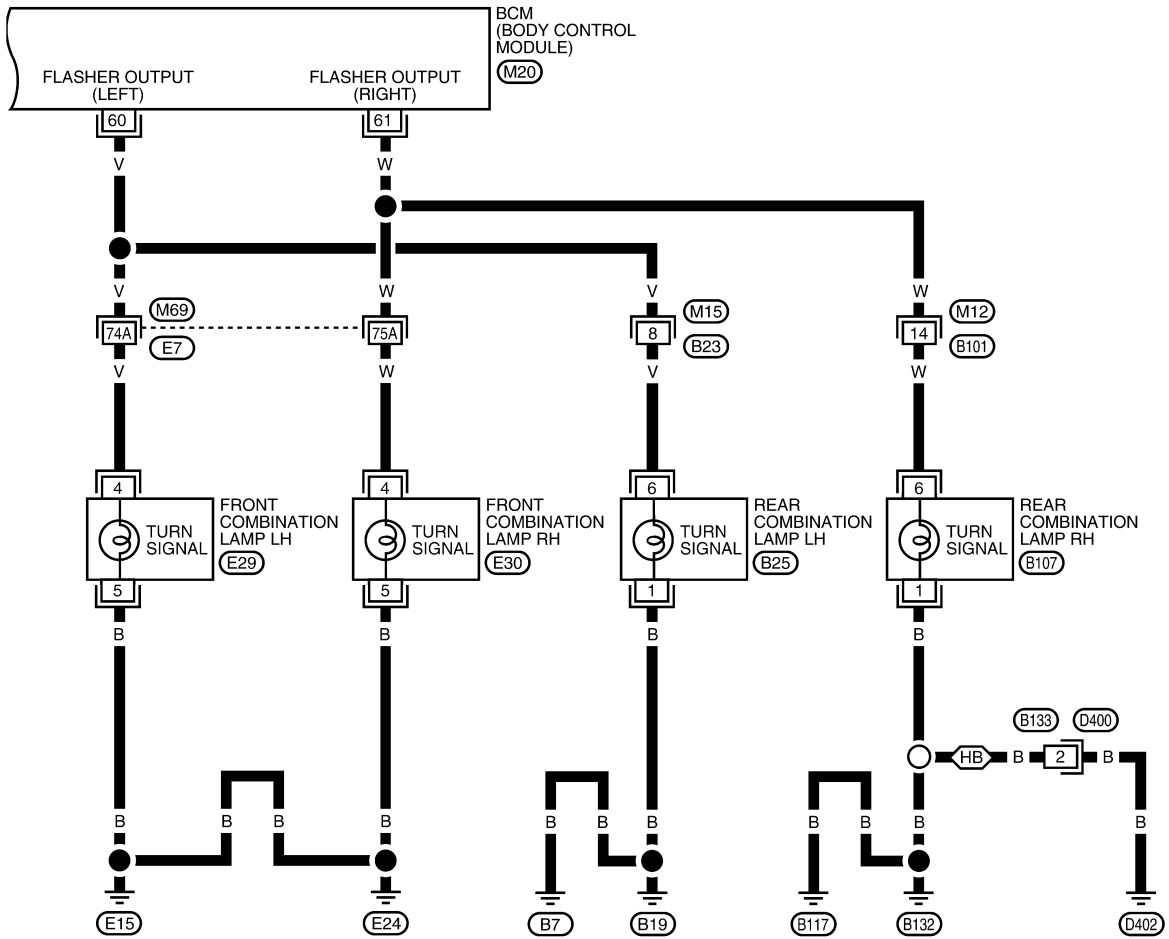 BCM
(BODY CONTROL
MODULE)
M20
FLASHER OUTPUT
(LEFT)
FLASHER OUTPUT
(RIGHT)
60
61
V
W
V
W
V
W
M69
M15
M12
74A
75A
8
14
E7
B23
B101
V
W
V
W
4
4
6
6
TURN
SIGNAL
FRONT
COMBINATION
LAMP LH
E29
TURN
SIGNAL
FRONT
COMBINATION
LAMP RH
E30
TURN
SIGNAL
REAR
COMBINATION
LAMP LH
B25
TURN
SIGNAL
REAR
COMBINATION
LAMP RH
B107
5
5
1
1
B
B
B
B
B133
D400
HB
B
2
B
B
B
B
B
B
B
B
B
B
B
B
E15
E24
B7
B19
B117
B132
D402